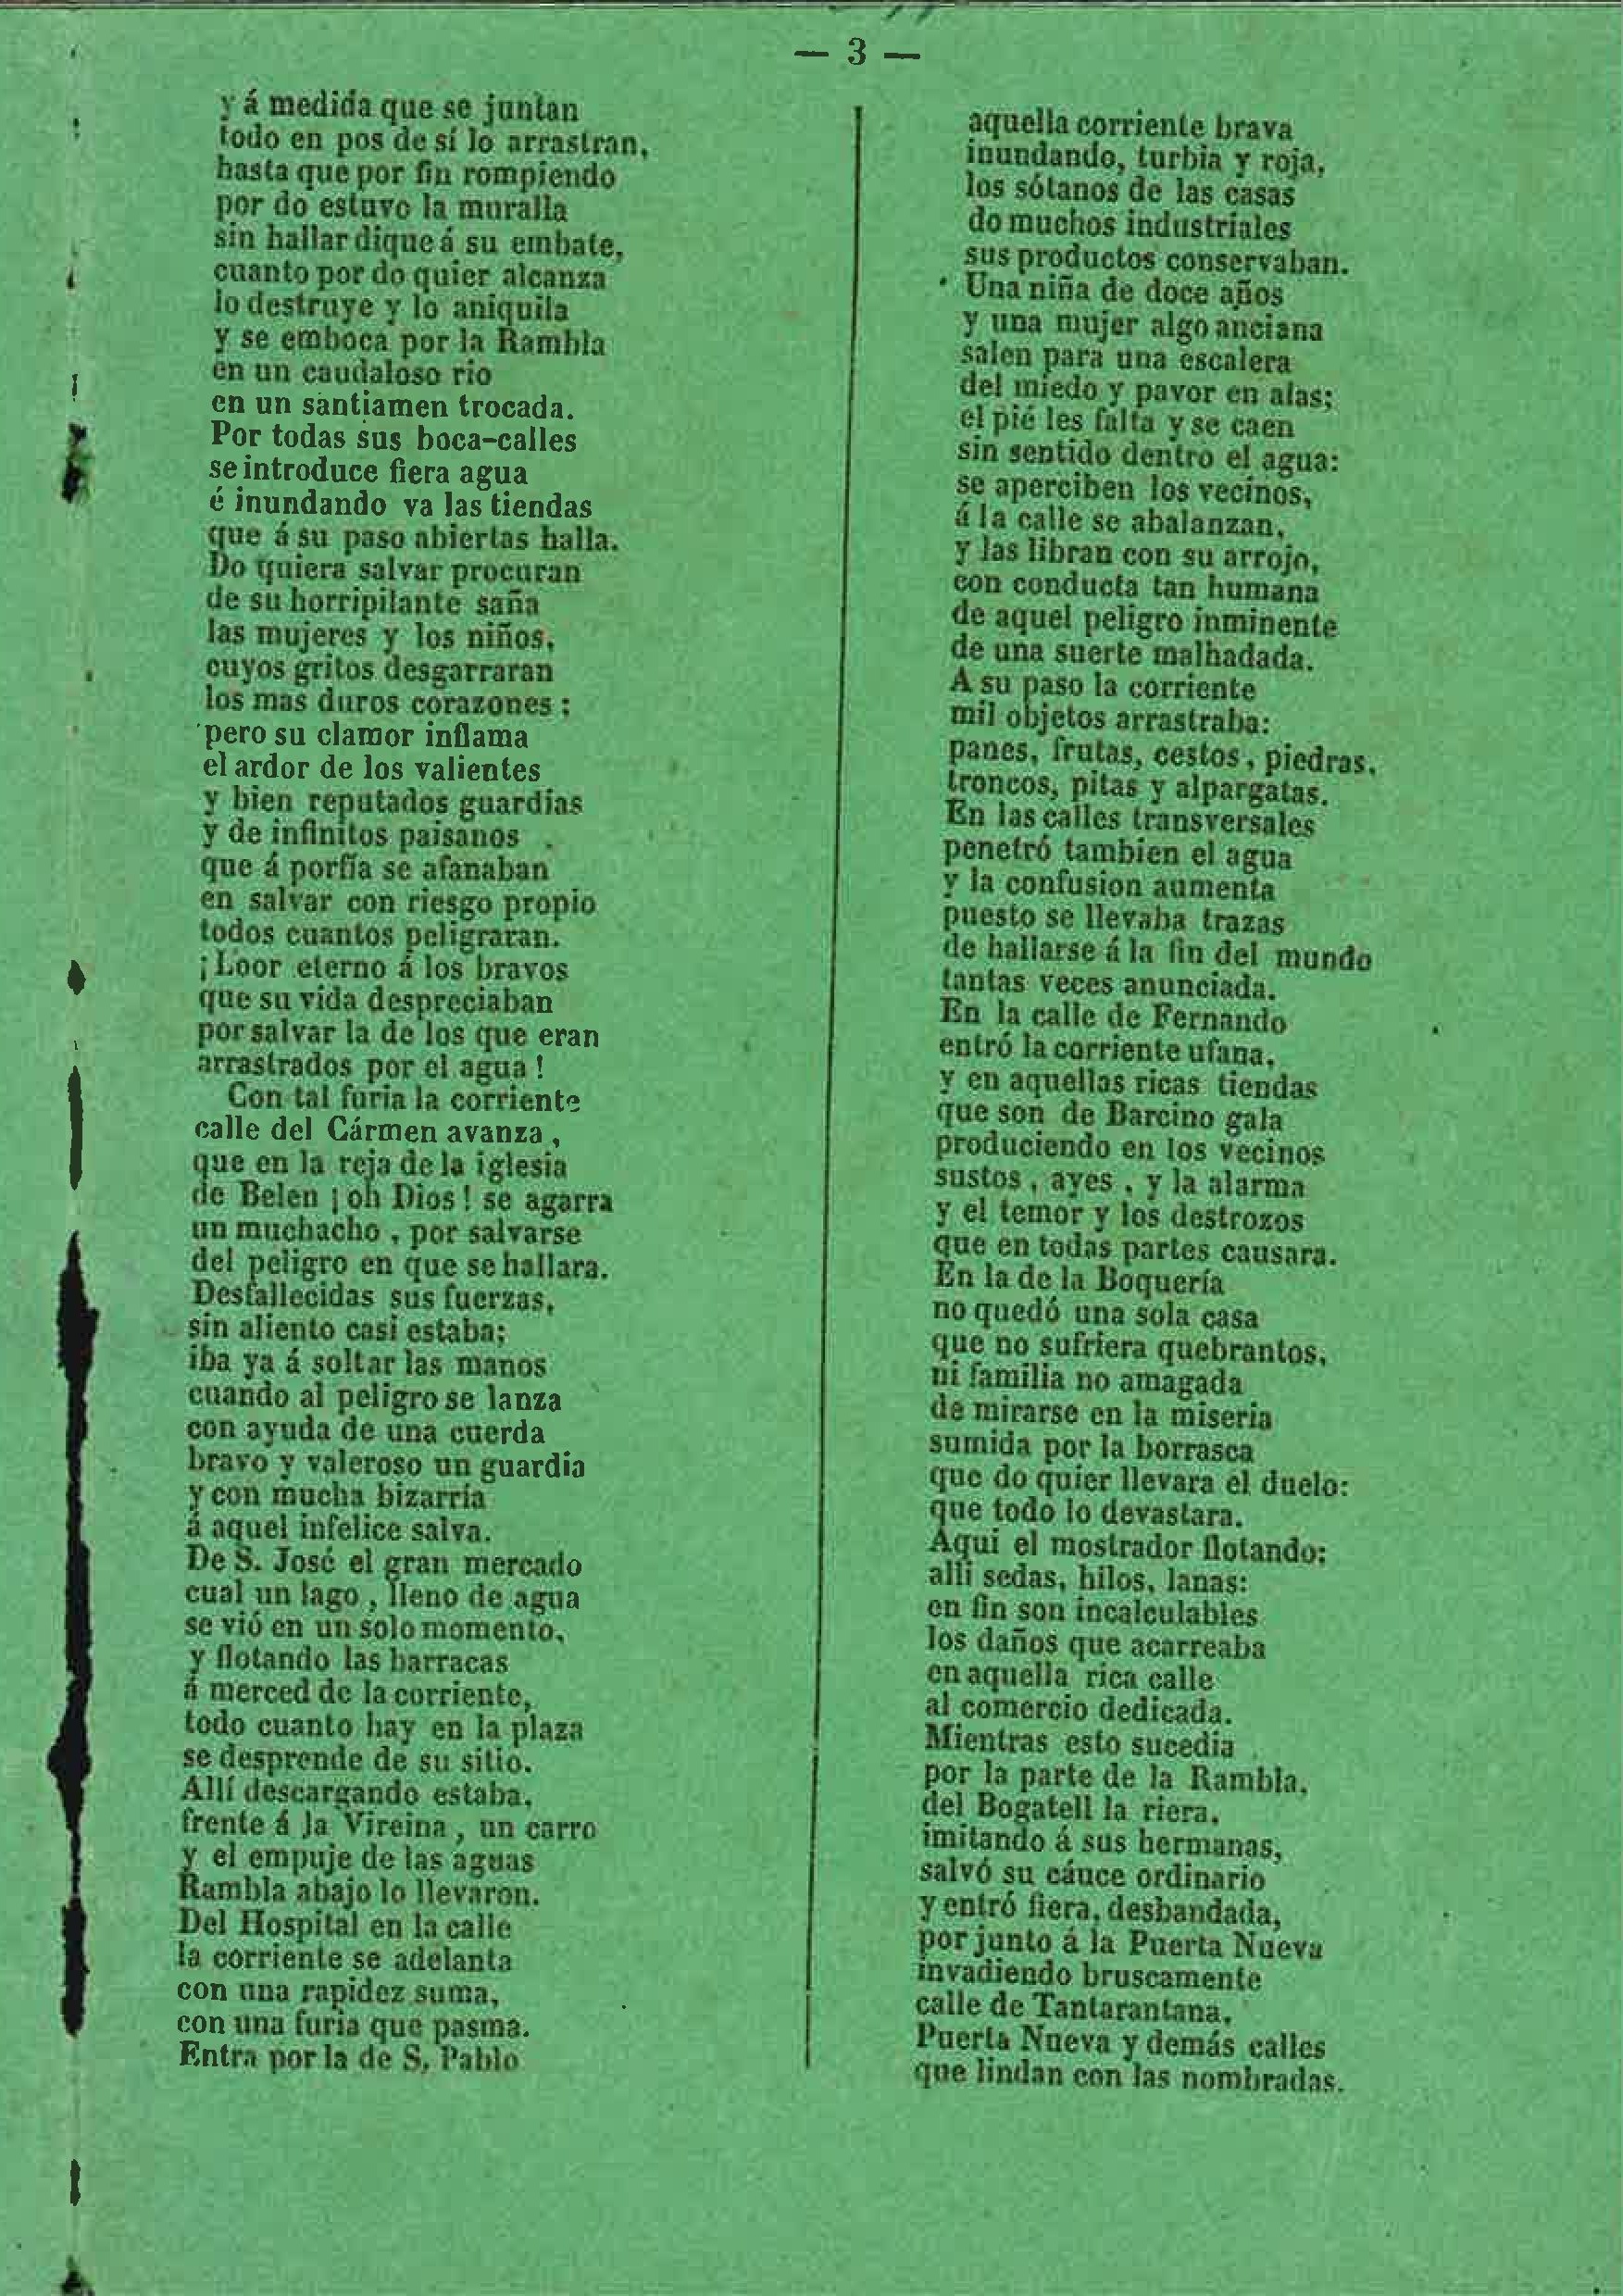 — 3 —
y á medida que se juntan
todo en pos de sí lo arrastran,
hasta que por fin rompiendo
por do estuvo la muralla
sin hallar dique á su embate,
cuanto por do quier alcanza
lo destruye y lo aniquila
y se emboca por la Rambla
en un caudaloso rio
en un santiamen trocada.
Por todas sus boca-calles
se introduce fiera agua
é inundando va las tiendas
que á su paso abiertas halla.
Do quiera salvar procuran
de su horripilante saña
las mujeres y los niños,
cuyos gritos desgarraran
los mas duros corazones;
pero su clamor inflama
el ardor de los valientes
y bien reputados guardias
y de infinitos paisanos
que á porfía se afanaban
en salvar con riesgo propio
todos cuantos peligraran.
¡Loor eterno á los bravos
que su vida despreciaban
por salvar la de los que eran
arrastrados por el agua!
Con tal furia la corriente
calle del Cármen avanza,
que en la reja de la iglesia
de Belen ¡oh Dios! se agarra
un muchacho, por salvarse
del peligro en que se hallara.
Desfallecidas sus fuerzas,
sin aliento casi estaba;
iba ya á soltar las manos
cuando al peligro se lanza
con ayuda de una cuerda
bravo y valeroso un guardia
y con mucha bizarría
á aquel infelice salva.
De S. José el gran mercado
cual un lago, lleno de agua
se vió en un solo momento,
y flotando las barracas
á merced de la corriente,
todo cuanto hay en la plaza
se desprende de su sitio.
Allí descargando estaba,
frente á la Vireina, un carro
y el empuje de las aguas
Rambla abajo lo llevaron.
Del Hospital en la calle
la corriente se adelanta
con una rapidez suma,
con una furia que pasma.
Entra por la de S. Pablo
aquella corriente brava
inundando, turbia y roja,
los sótanos de las casas
do muchos industriales
sus productos conservaban.
Una niña de doce años
y una mujer algo anciana
salen para una escalera
del miedo y pavor en alas;
el pié les falta y se caen
sin sentido dentro el agua:
se aperciben los vecinos,
á la calle se abalanzan,
y las libran con su arrojo,
con conducta tan humana
de aquel peligro inminente
de una suerte malhadada.
A su paso la corriente
mil objetos arrastraba:
panes, frutas, cestos, piedras,
troncos, pitas y alpargatas.
En las calles transversales
penetró tambien el agua
y la confusion aumenta
puesto se llevaba trazas
de hallarse á la fin del mundo
tantas veces anunciada.
En la calle de Fernando
entró la corriente ufana,
y en aquellas ricas tiendas
que son de Barcino gala
produciendo en los vecinos
sustos, ayes, y la alarma
y el temor y los destrozos
que en todas partes causara.
En la de la Boquería
no quedó una sola casa
que no sufriera quebrantos,
ni familia no amagada
de mirarse en la miseria
sumida por la borrasca
que do quier llevara el duelo:
que todo lo devastara.
Aqui el mostrador flotando:
alli sedas, hilos, lanas:
en fin son incalculables
los daños que acarreaba
en aquella rica calle
al comercio dedicada.
Mientras esto sucedia
por la parte de la Rambla,
del Bogatell la riera,
imitando á sus hermanas,
salvó su cáuce ordinario
y entró fiera, desbandada,
por junto á la Puerta Nueva
invadiendo bruscamente
calle de Tantarantana,
Puerta Nueva y demás calles
que lindan con las nombradas.